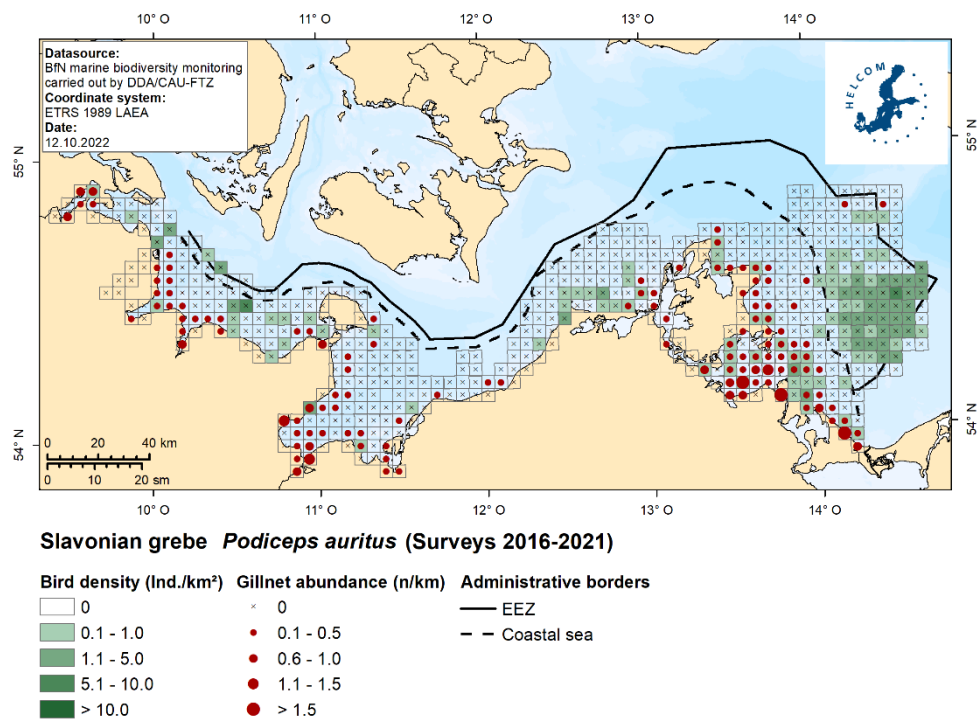 10° O 11° O 12° O 13° O 14° O
Datasource:
BfN marine biodiversity monitoring
carried out by DDA/CAU-FTZ
Coordinate system:
ETRS 1989 LAEA
Date:
12.10.2022
HELCOM
55° N 55° N
54° N 54° N
0 20 40 km
0 10 20 sm
10° O 11° O 12° O 13° O 14° O
Slavonian grebe Podiceps auritus (Surveys 2016-2021)
Bird density (Ind./km²) Gillnet abundance (n/km) Administrative borders
0 0 EEZ
0.1 - 1.0 0.1 - 0.5 Coastal sea
1.1 - 5.0 0.6 - 1.0
5.1 - 10.0 1.1 - 1.5
> 10.0 > 1.5